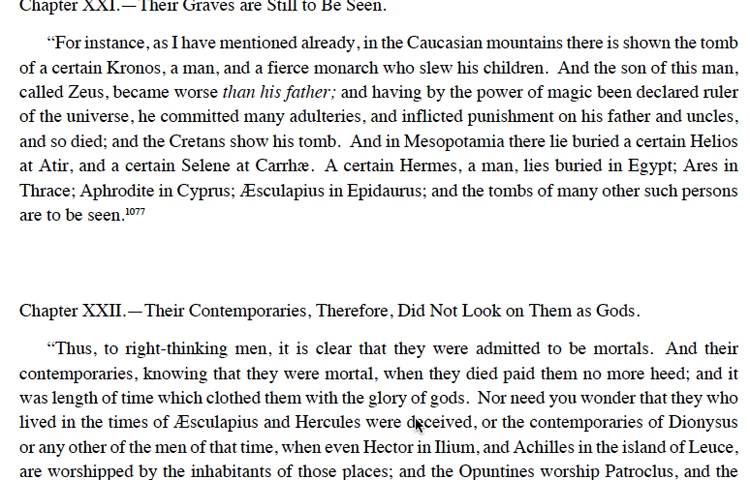 Chapter XXI.—Their Graves are Still to Be Seen.
“For instance, as I have mentioned already, in the Caucasian mountains there is shown the tomb
of a certain Kronos, a man, and a fierce monarch who slew his children.  And the son of this man,
called Zeus, became worse than his father; and having by the power of magic been declared ruler
of the universe, he committed many adulteries, and inflicted punishment on his father and uncles,
and so died; and the Cretans show his tomb.  And in Mesopotamia there lie buried a certain Helios
at Atir, and a certain Selene at Carrhæ.  A certain Hermes, a man, lies buried in Egypt; Ares in
Thrace; Aphrodite in Cyprus; Æsculapius in Epidaurus; and the tombs of many other such persons
are to be seen.1077
Chapter XXII.—Their Contemporaries, Therefore, Did Not Look on Them as Gods.
“Thus, to right-thinking men, it is clear that they were admitted to be mortals.  And their
contemporaries, knowing that they were mortal, when they died paid them no more heed; and it
was length of time which clothed them with the glory of gods.  Nor need you wonder that they who
lived in the times of Æsculapius and Hercules were deceived, or the contemporaries of Dionysus
or any other of the men of that time, when even Hector in Ilium, and Achilles in the island of Leuce,
are worshipped by the inhabitants of those places; and the Opuntines worship Patroclus, and the